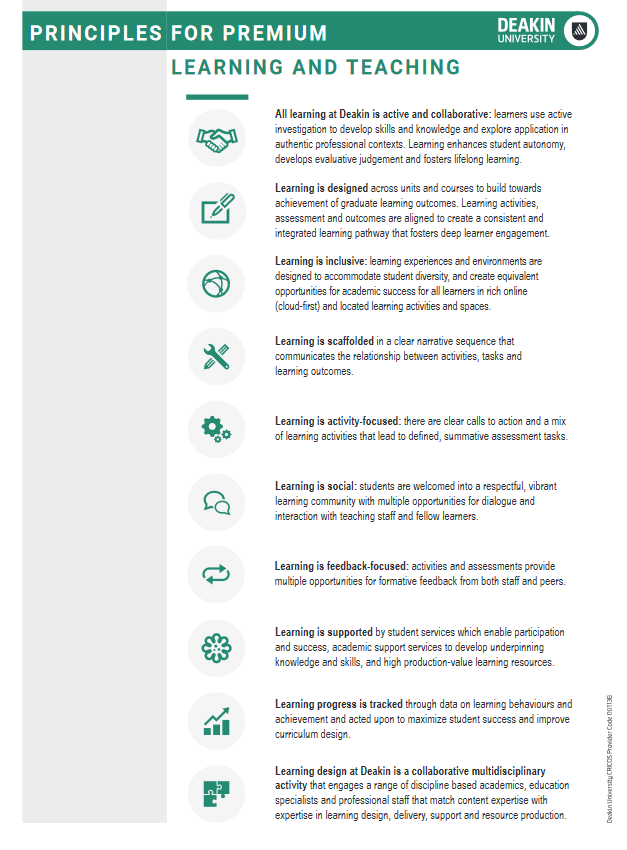 PRINCIPLES FOR PREMIUM
DEAKIN
UNIVERSITY
LEARNING AND TEACHING
All learning at Deakin is active and collaborative: learners use active
investigation to develop skills and knowledge and explore application in
authentic professional contexts. Learning enhances student autonomy,
develops evaluative judgement and fosters lifelong learning.
Learning is designed across units and courses to build towards
achievement of graduate learning outcomes. Learning activities,
assessment and outcomes are aligned to create a consistent and
integrated learning pathway that fosters deep learner engagement.
Learning is inclusive: learning experiences and environments are
designed to accommodate student diversity, and create equivalent
opportunities for academic success for all learners in rich online
(cloud-first) and located learning activities and spaces.
Learning is scaffolded in a clear narrative sequence that
communicates the relationship between activities, tasks and
learning outcomes.
Learning is activity-focused: there are clear calls to action and a mix
of learning activities that lead to defined, summative assessment tasks.
Learning is social: students are welcomed into a respectful, vibrant
learning community with multiple opportunities for dialogue and
interaction with teaching staff and fellow learners.
Learning is feedback-focused: activities and assessments provide
multiple opportunities for formative feedback from both staff and peers.
Learning is supported by student services which enable participation
and success, academic support services to develop underpinning
knowledge and skills, and high production-value learning resources.
Learning progress is tracked through data on learning behaviours and
achievement and acted upon to maximize student success and improve
curriculum design.
Learning design at Deakin is a collaborative multidisciplinary
activity that engages a range of discipline based academics, education
specialists and professional staff that match content expertise with
expertise in learning design, delivery, support and resource production.
Deakin University CRICOS Provider Code 00113B